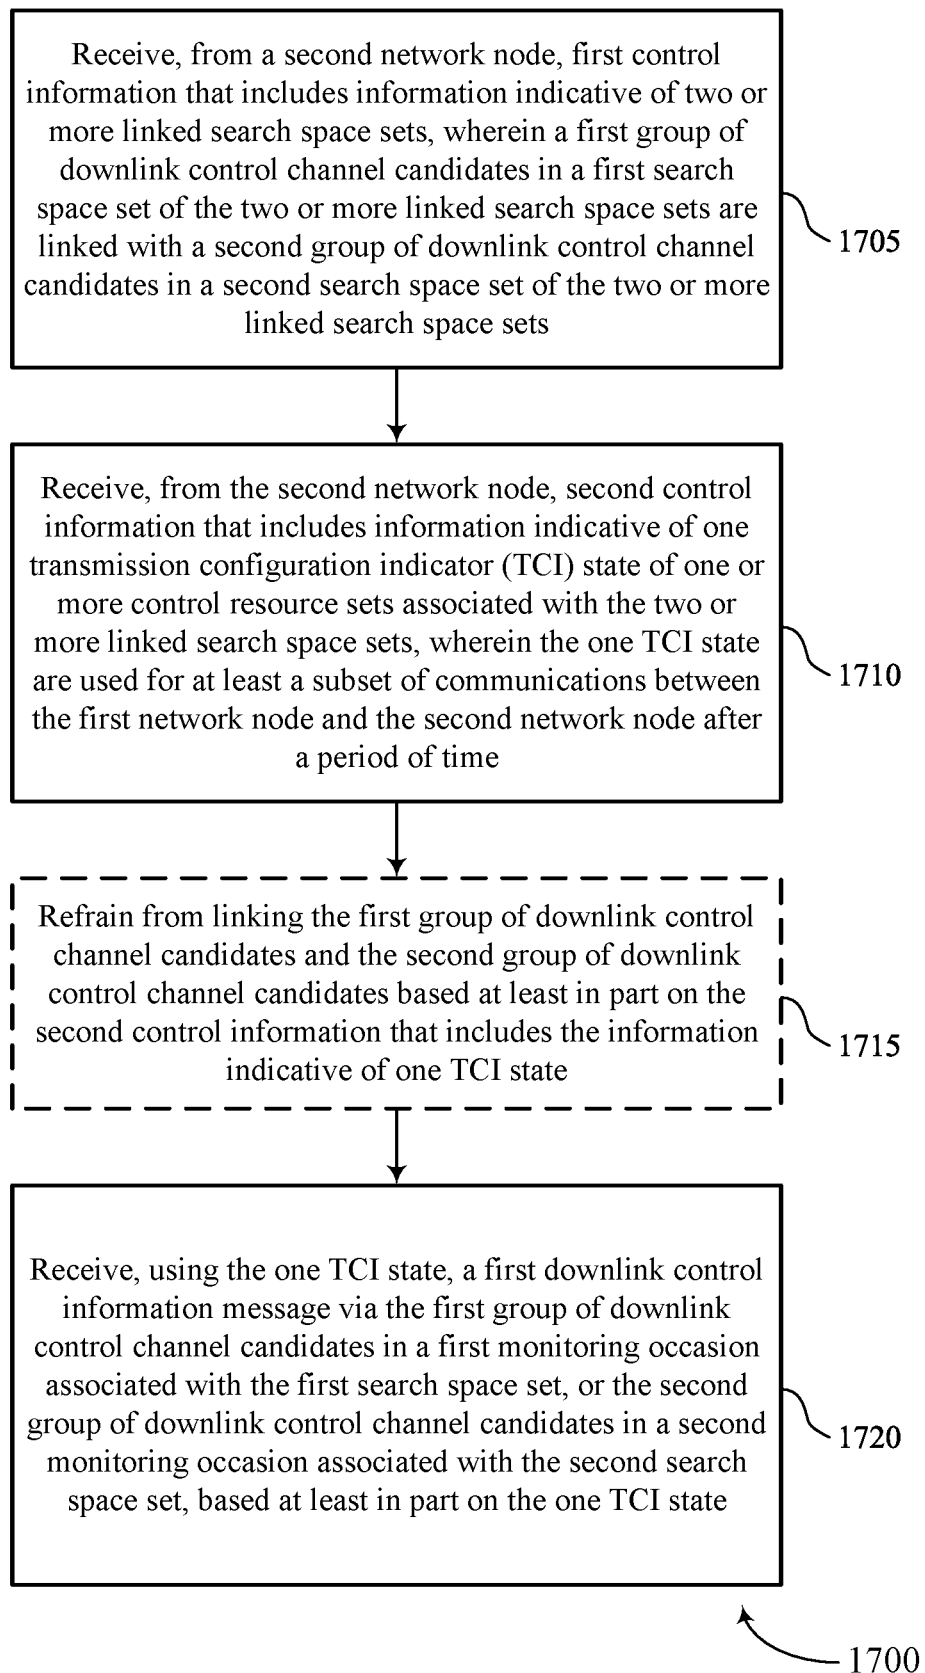 Receive, from a second network node, first control
information that includes information indicative of two or
more linked search space sets, wherein a first group of
downlink control channel candidates in a first search
space set of the two or more linked search space sets are
linked with a second group of downlink control channel
candidates in a second search space set of the two or more
linked search space sets
1705
Receive, from the second network node, second control
information that includes information indicative of one
transmission configuration indicator (TCI) state of one or
more control resource sets associated with the two or
more linked search space sets, wherein the one TCI state
are used for at least a subset of communications between
the first network node and the second network node after
a period of time
1710
Refrain from linking the first group of downlink control
channel candidates and the second group of downlink
control channel candidates based at least in part on the
second control information that includes the information
indicative of one TCI state
1715
Receive, using the one TCI state, a first downlink control
information message via the first group of downlink
control channel candidates in a first monitoring occasion
associated with the first search space set, or the second
group of downlink control channel candidates in a second
monitoring occasion associated with the second search
space set, based at least in part on the one TCI state
1720
1700